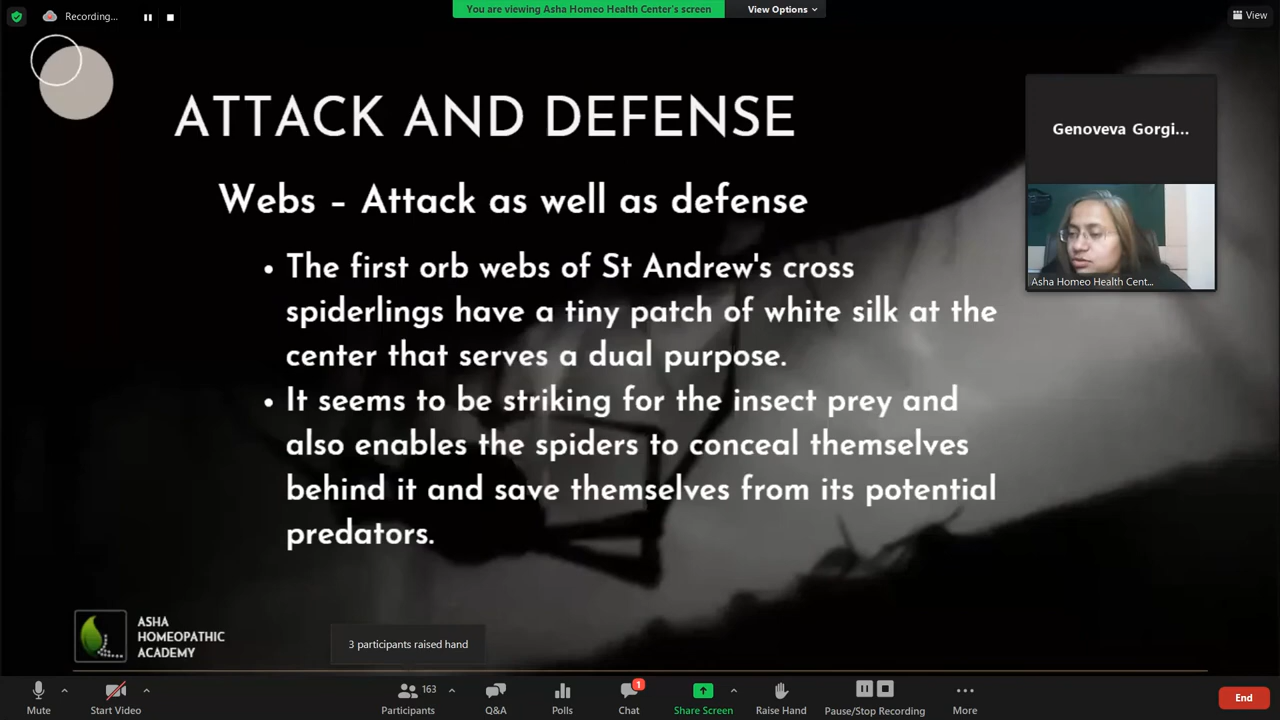 Recording...
You are viewing Asha Homeo Health Center's screen
View Options
View
ATTACK AND DEFENSE
Genoveva Gorgi...
Webs – Attack as well as defense
Asha Homeo Health Cent...
• The first orb webs of St Andrew's cross
spiderlings have a tiny patch of white silk at the
center that serves a dual purpose.
• It seems to be striking for the insect prey and
also enables the spiders to conceal themselves
behind it and save themselves from its potential
predators.
ASHA
HOMEOPATHIC
ACADEMY
3 participants raised hand
163
1
Mute
Start Video
Participants
Q&A
Polls
Chat
Share Screen
Raise Hand
Pause/Stop Recording
More
End